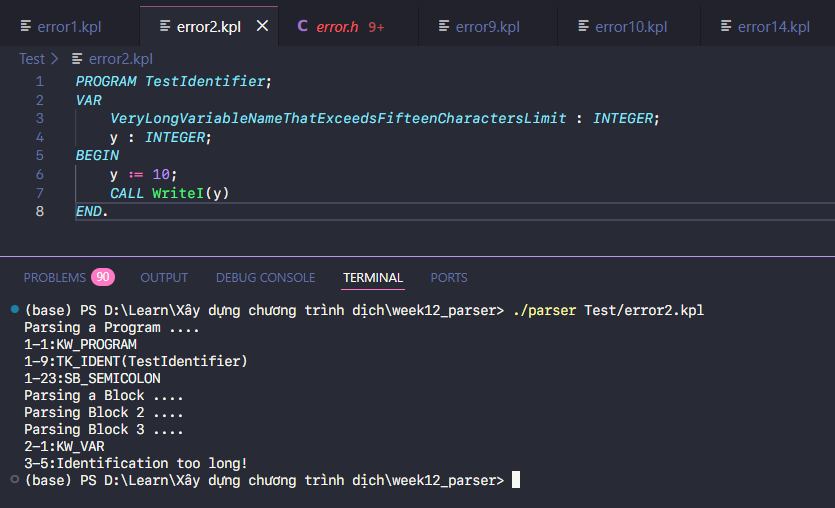 error1.kpl error2.kpl C error.h 9+ error9.kpl error10.kpl error14.kpl
Test > error2.kpl
1 PROGRAM TestIdentifier;
2 VAR
3 VeryLongVariableNameThatExceedsFifteenCharactersLimit : INTEGER;
4 y : INTEGER;
5 BEGIN
6 y := 10;
7 CALL WriteI(y)
8 END.
PROBLEMS 90 OUTPUT DEBUG CONSOLE TERMINAL PORTS
(base) PS D:\Learn\Xây dựng chương trình dịch\week12_parser> ./parser Test/error2.kpl
Parsing a Program ....
1-1:KW_PROGRAM
1-9:TK_IDENT(TestIdentifier)
1-23:SB_SEMICOLON
Parsing a Block ....
Parsing Block 2 ....
Parsing Block 3 ....
2-1:KW_VAR
3-5:Identification too long!
(base) PS D:\Learn\Xây dựng chương trình dịch\week12_parser>